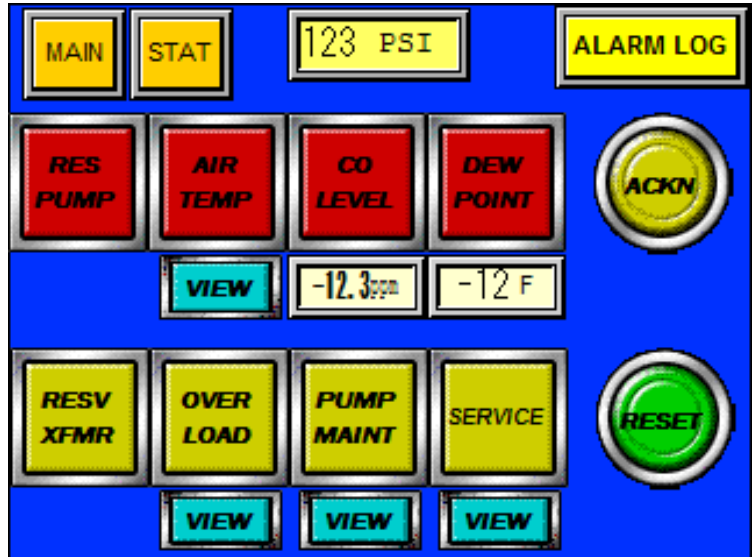 MAIN STAT 123 PSI ALARM LOG
RES PUMP
AIR TEMP
CO LEVEL
DEW POINT
ACKN
VIEW -12.3ppm -12 F
RESV XFMR
OVER LOAD
PUMP MAINT
SERVICE
RESET
VIEW VIEW VIEW